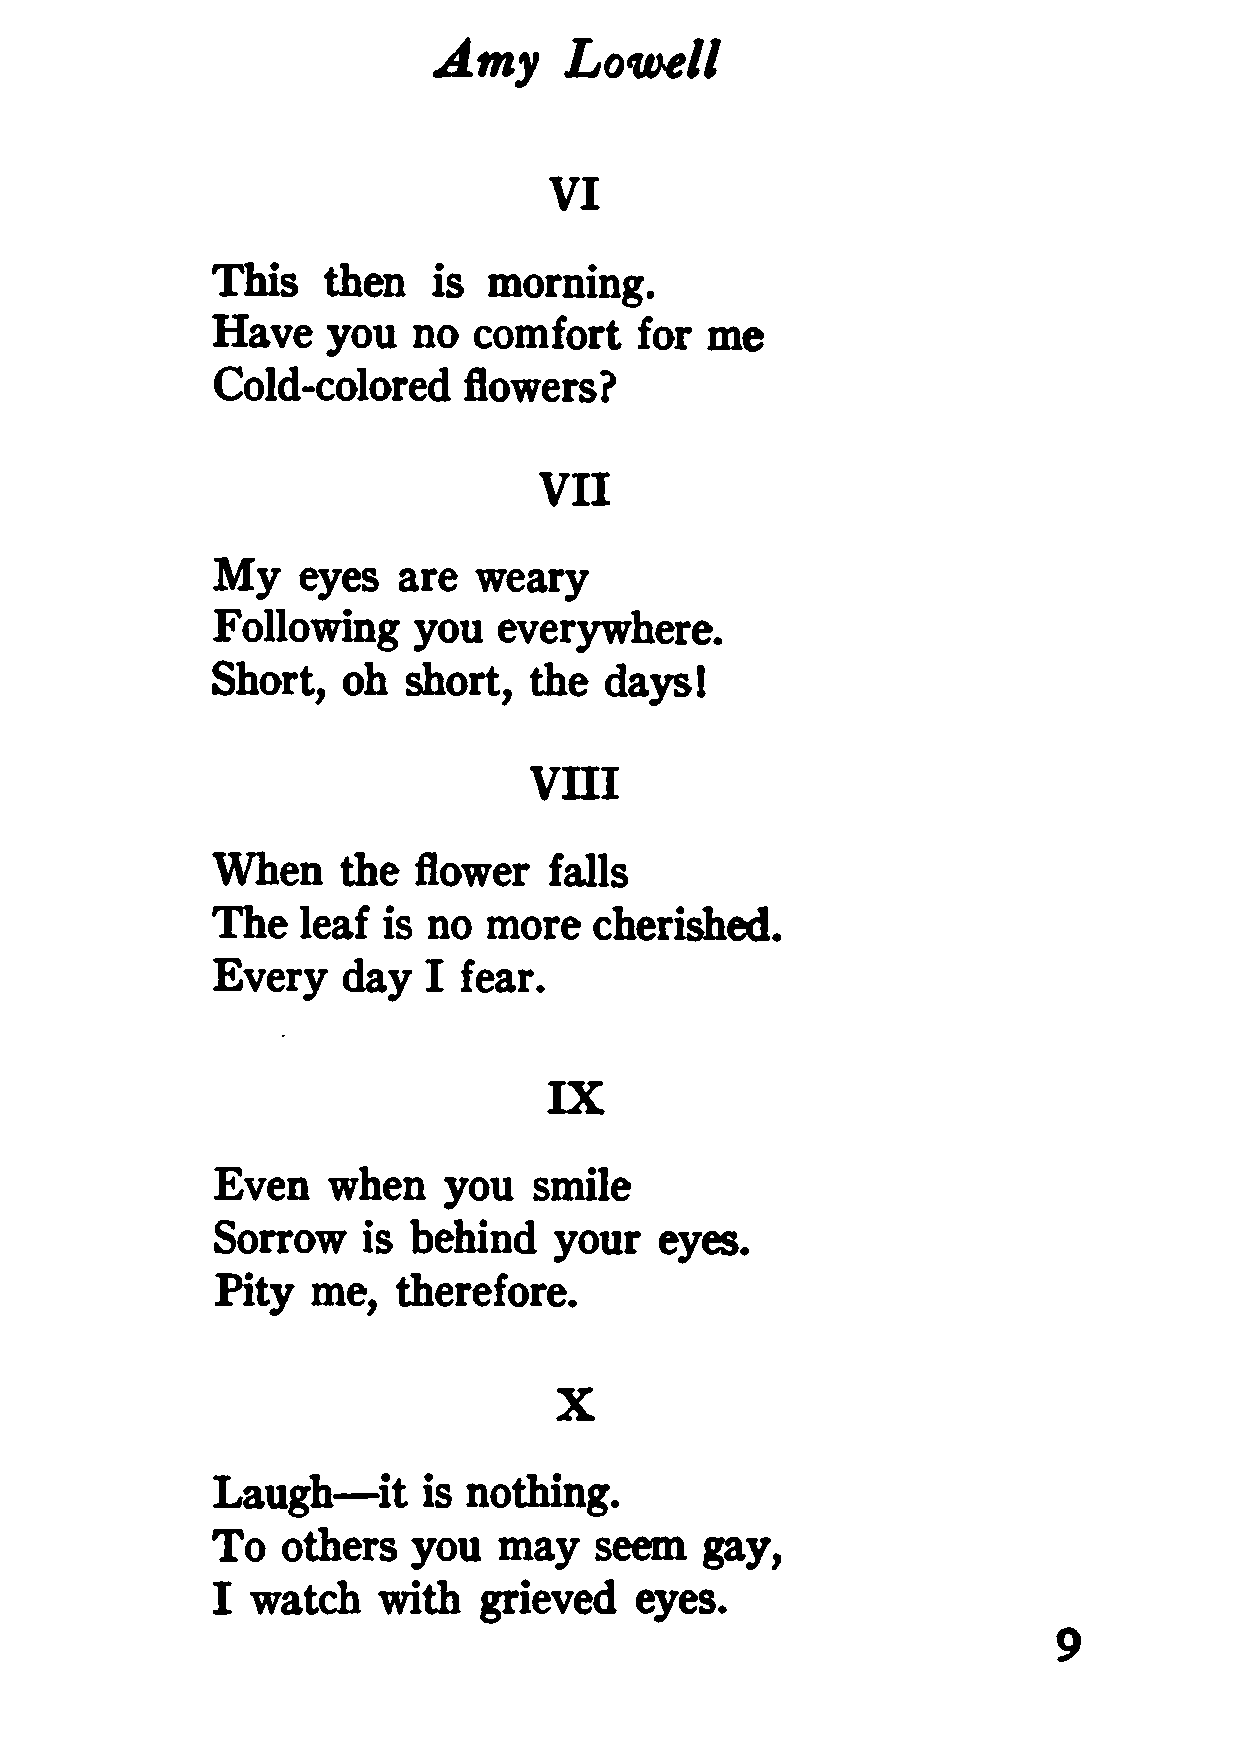 Amy Lowell
VI
This then is morning.
Have you no comfort for me
Cold-colored flowers?
VII
My eyes are weary
Following you everywhere.
Short, oh short, the days!
VIII
When the flower falls
The leaf is no more cherished.
Every day I fear.
IX
Even when you smile
Sorrow is behind your eyes.
Pity me, therefore.
X
Laugh—it is nothing.
To others you may seem gay,
I watch with grieved eyes.
9